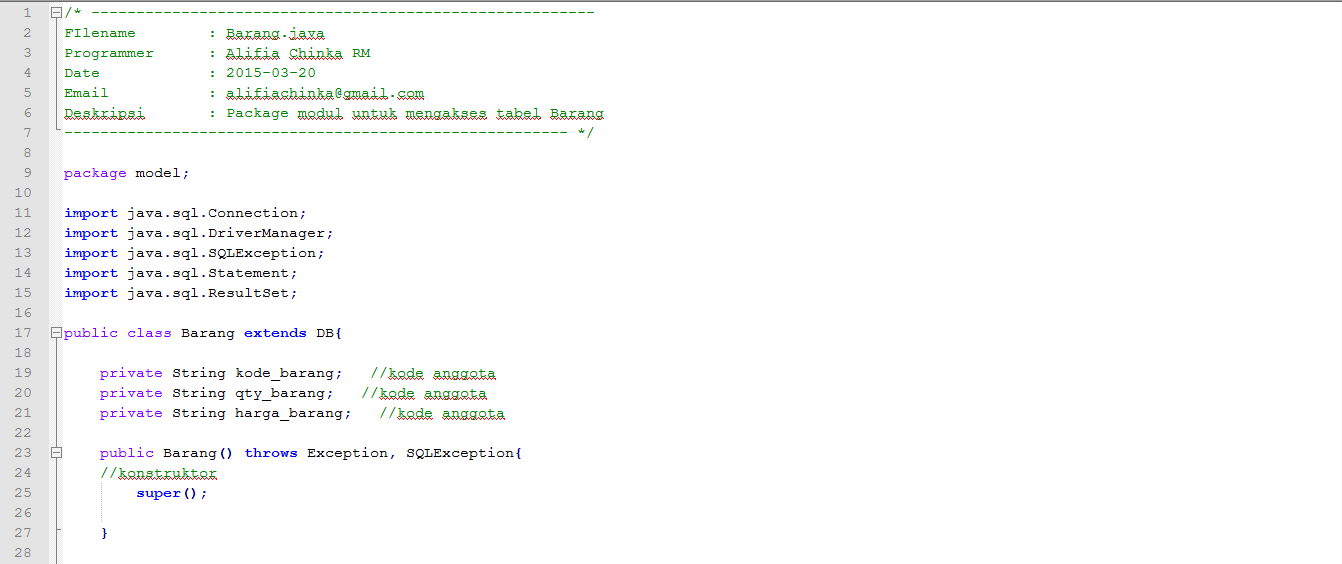 1 /* --------------------------------------------------------
2 FIlename : Barang.java
3 Programmer : Alifia Chinka RM
4 Date : 2015-03-20
5 Email : alifiachinka@gmail.com
6 Deskripsi : Package modul untuk mengakses tabel Barang
7 -------------------------------------------------------- */
8
9 package model;
10
11 import java.sql.Connection;
12 import java.sql.DriverManager;
13 import java.sql.SQLException;
14 import java.sql.Statement;
15 import java.sql.ResultSet;
16
17 public class Barang extends DB{
18
19 private String kode_barang; //kode anggota
20 private String qty_barang; //kode anggota
21 private String harga_barang; //kode anggota
22
23 public Barang() throws Exception, SQLException{
24 //konstruktor
25 super();
26
27 }
28